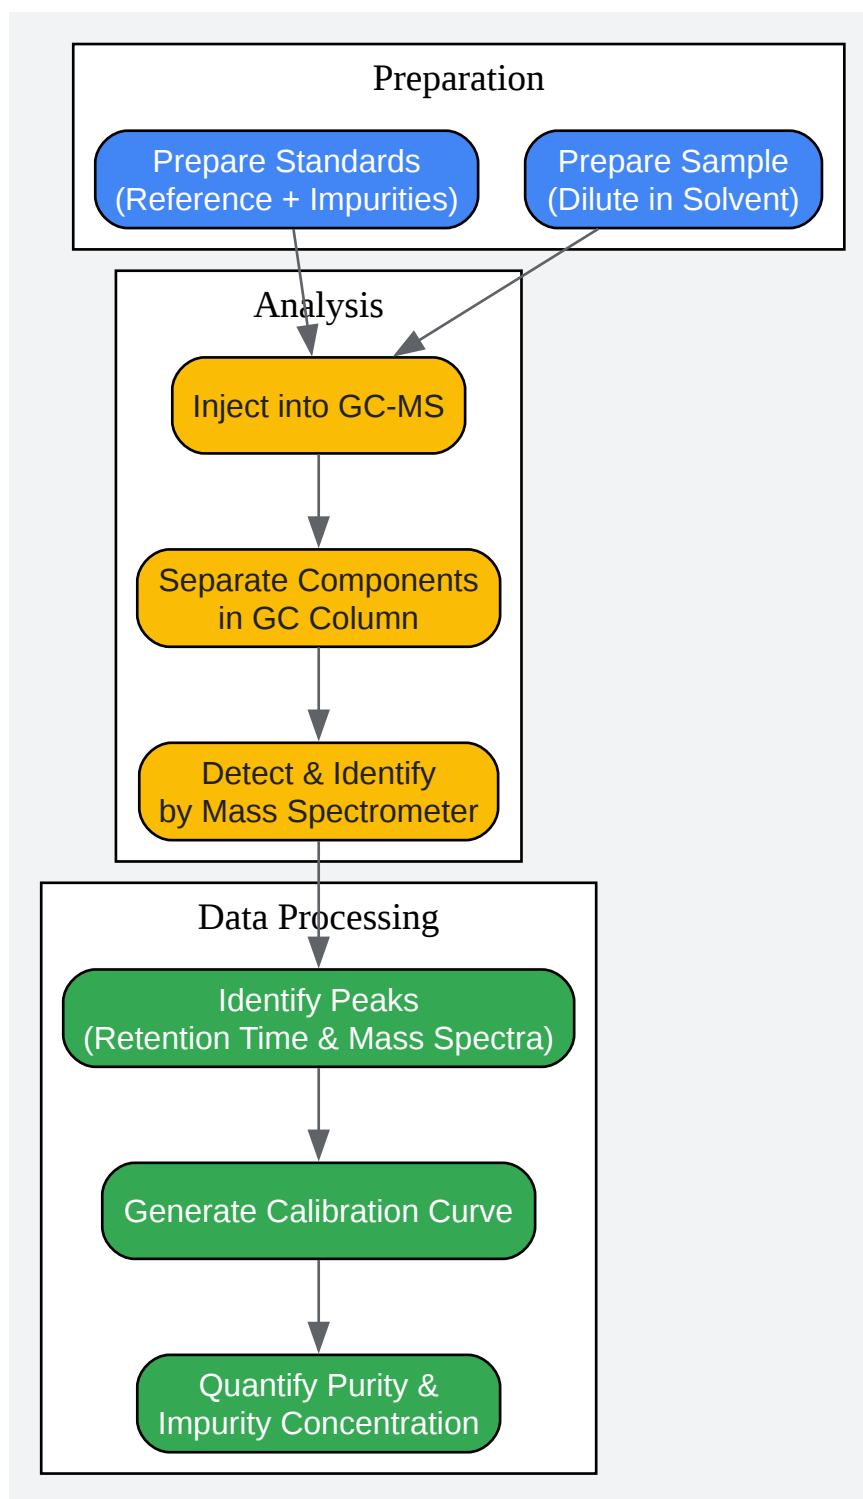 Preparation
Prepare Standards
(Reference + Impurities)
Prepare Sample
(Dilute in Solvent)
Analysis
Inject into GC-MS
Separate Components
in GC Column
Detect & Identify
by Mass Spectrometer
Data Processing
Identify Peaks
(Retention Time & Mass Spectra)
Generate Calibration Curve
Quantify Purity &
Impurity Concentration